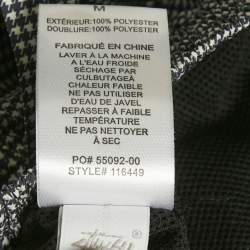 M
EXTÉRIEUR:100% POLYESTER
DOUBLURE: 100% POLYESTER
FABRIQUÉ EN CHINE
LAVER À LA MACHINE
A L'EAU FROIDE
SÉCHAGE PAR
CULBUTAGEÀ
CHALEUR FAIBLE
NE PAS UTILISER
D'EAU DE JAVEL
REPASSER À FAIBLE
TEMPÉRATURE
NE PAS NETTOYER
À SEC
PO# 55092-00
STYLE# 116449